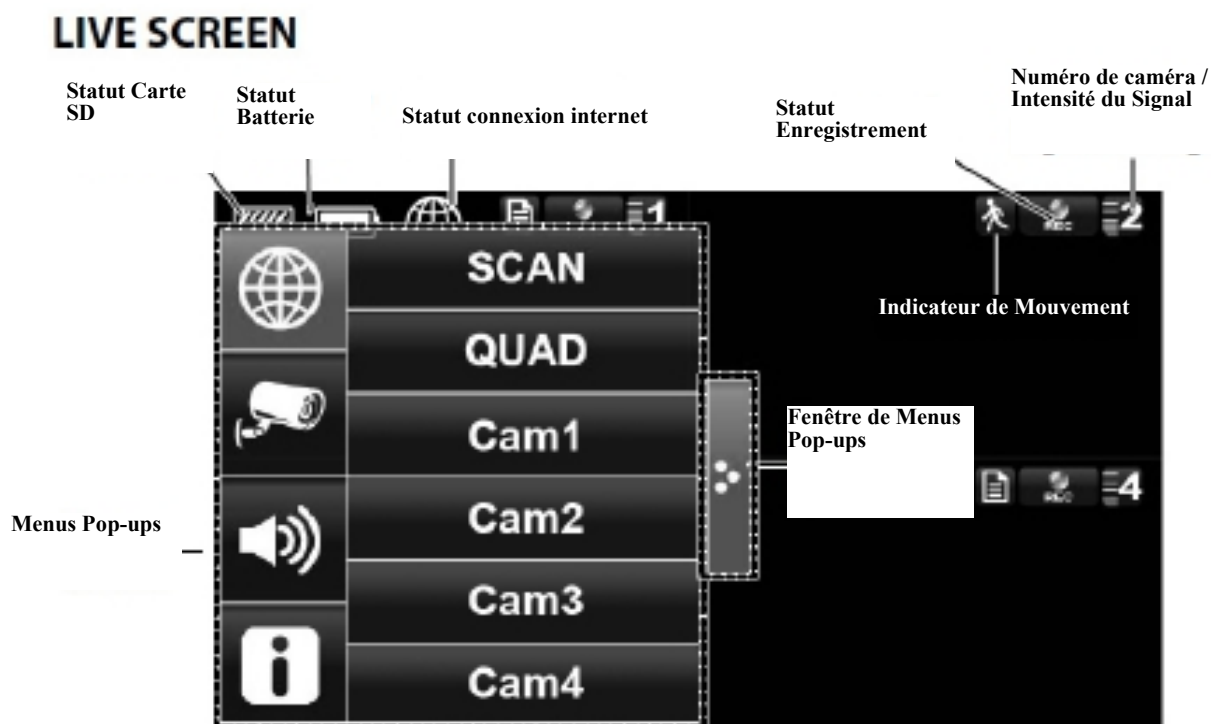 LIVE SCREEN
Statut Carte
SD
Statut
Batterie
Statut connexion internet
Statut
Enregistrement
Numéro de caméra /
Intensité du Signal
1
REC
2
Indicateur de Mouvement
SCAN
QUAD
Cam1
Cam2
Cam3
Cam4
Fenêtre de Menus
Pop-ups
REC
4
Menus Pop-ups